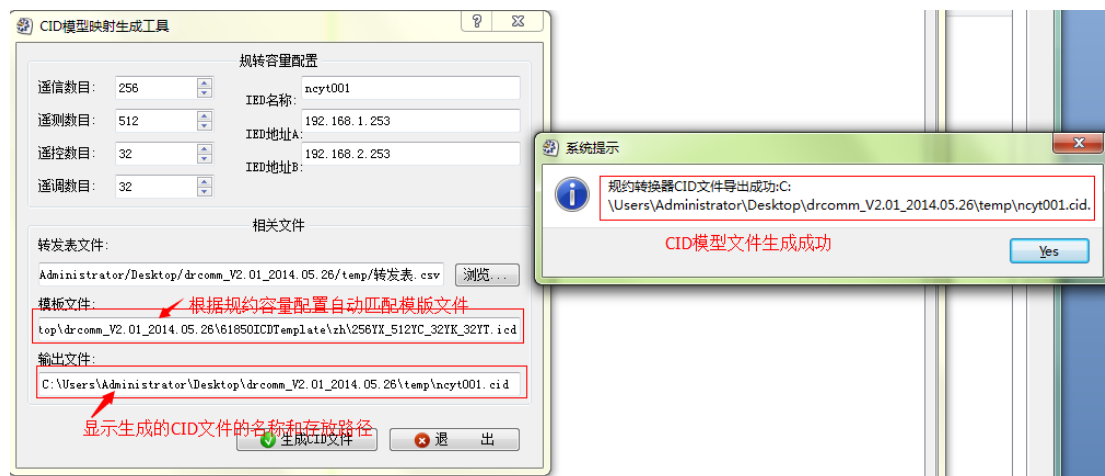 CID模型映射生成工具
规转容量配置
遥信数目: 256
IED名称: ncyt001
遥测数目: 512
IED地址A: 192.168.1.253
遥控数目: 32
IED地址B: 192.168.2.253
遥调数目: 32
相关文件
转发表文件:
Administrator/Desktop/drcomm_V2.01_2014.05.26/temp/转发表.csv 浏览...
模板文件:
根据规约容量配置自动匹配模版文件
top\drcomm_V2.01_2014.05.26\61850ICDTemplate\zh\256YX_512YC_32YK_32YT.icd
输出文件:
C:\Users\Administrator\Desktop\drcomm_V2.01_2014.05.26\temp\ncyt001.cid
显示生成的CID文件的名称和存放路径
生成CID文件 退 出
系统提示
规约转换器CID文件导出成功:C:
\Users\Administrator\Desktop\drcomm_V2.01_2014.05.26\temp\ncyt001.cid.
CID模型文件生成成功
Yes